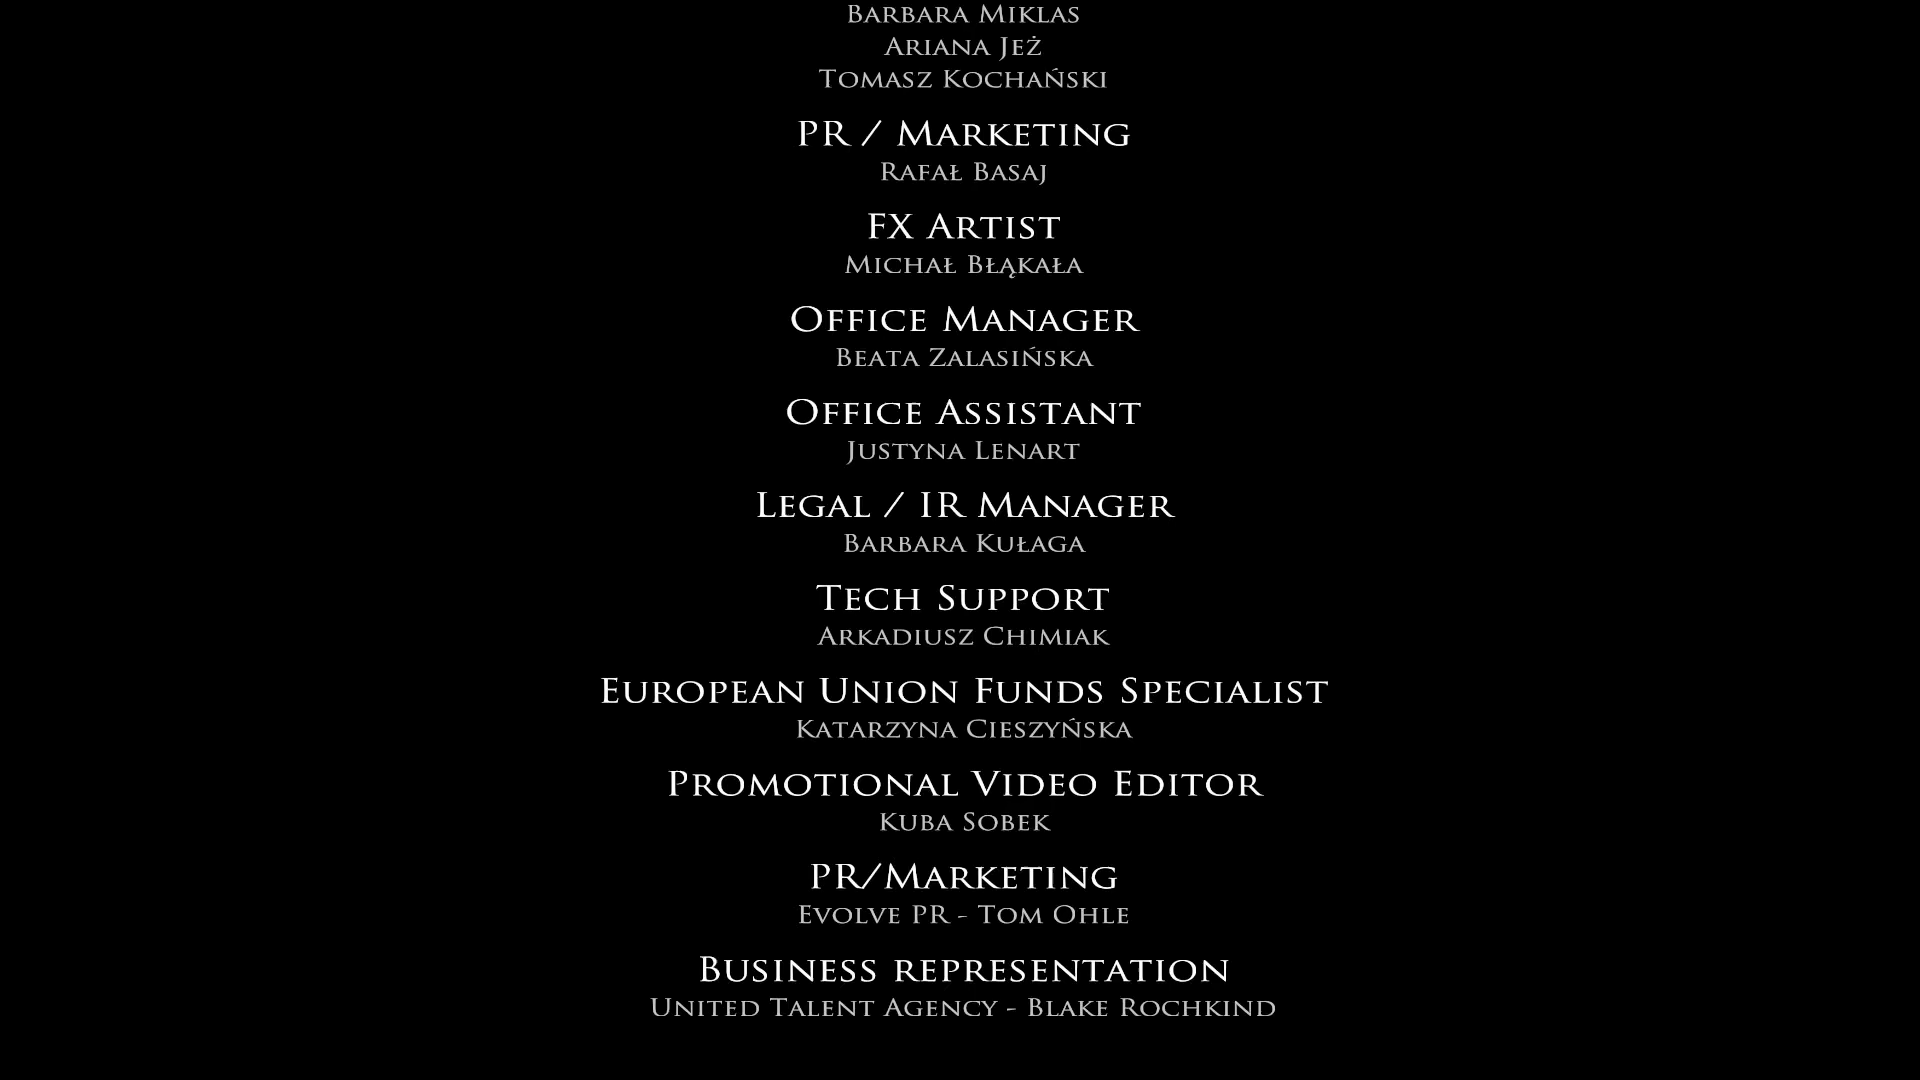 Barbara Miklas
Ariana Jeż
Tomasz Kochański
PR / Marketing
Rafał Basaj
FX Artist
Michał Błąkała
Office Manager
Beata Zalasińska
Office Assistant
Justyna Lenart
Legal / IR Manager
Barbara Kułaga
Tech Support
Arkadiusz Chimiak
European Union Funds Specialist
Katarzyna Cieszyńska
Promotional Video Editor
Kuba Sobek
PR/Marketing
Evolve PR - Tom Ohle
Business representation
United Talent Agency - Blake Rochkind